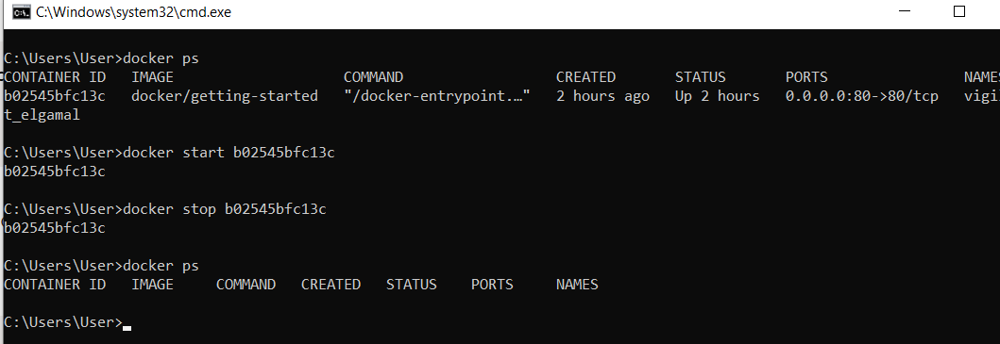 C:\Windows\system32\cmd.exe
C:\Users\User>docker ps
CONTAINER ID   IMAGE                    COMMAND                  CREATED       STATUS       PORTS                NAMES
b02545bfc13c   docker/getting-started   "/docker-entrypoint.…"   2 hours ago   Up 2 hours   0.0.0.0:80->80/tcp   vigi
t_elgamal
C:\Users\User>docker start b02545bfc13c
b02545bfc13c
C:\Users\User>docker stop b02545bfc13c
b02545bfc13c
C:\Users\User>docker ps
CONTAINER ID   IMAGE     COMMAND   CREATED   STATUS    PORTS     NAMES
C:\Users\User>